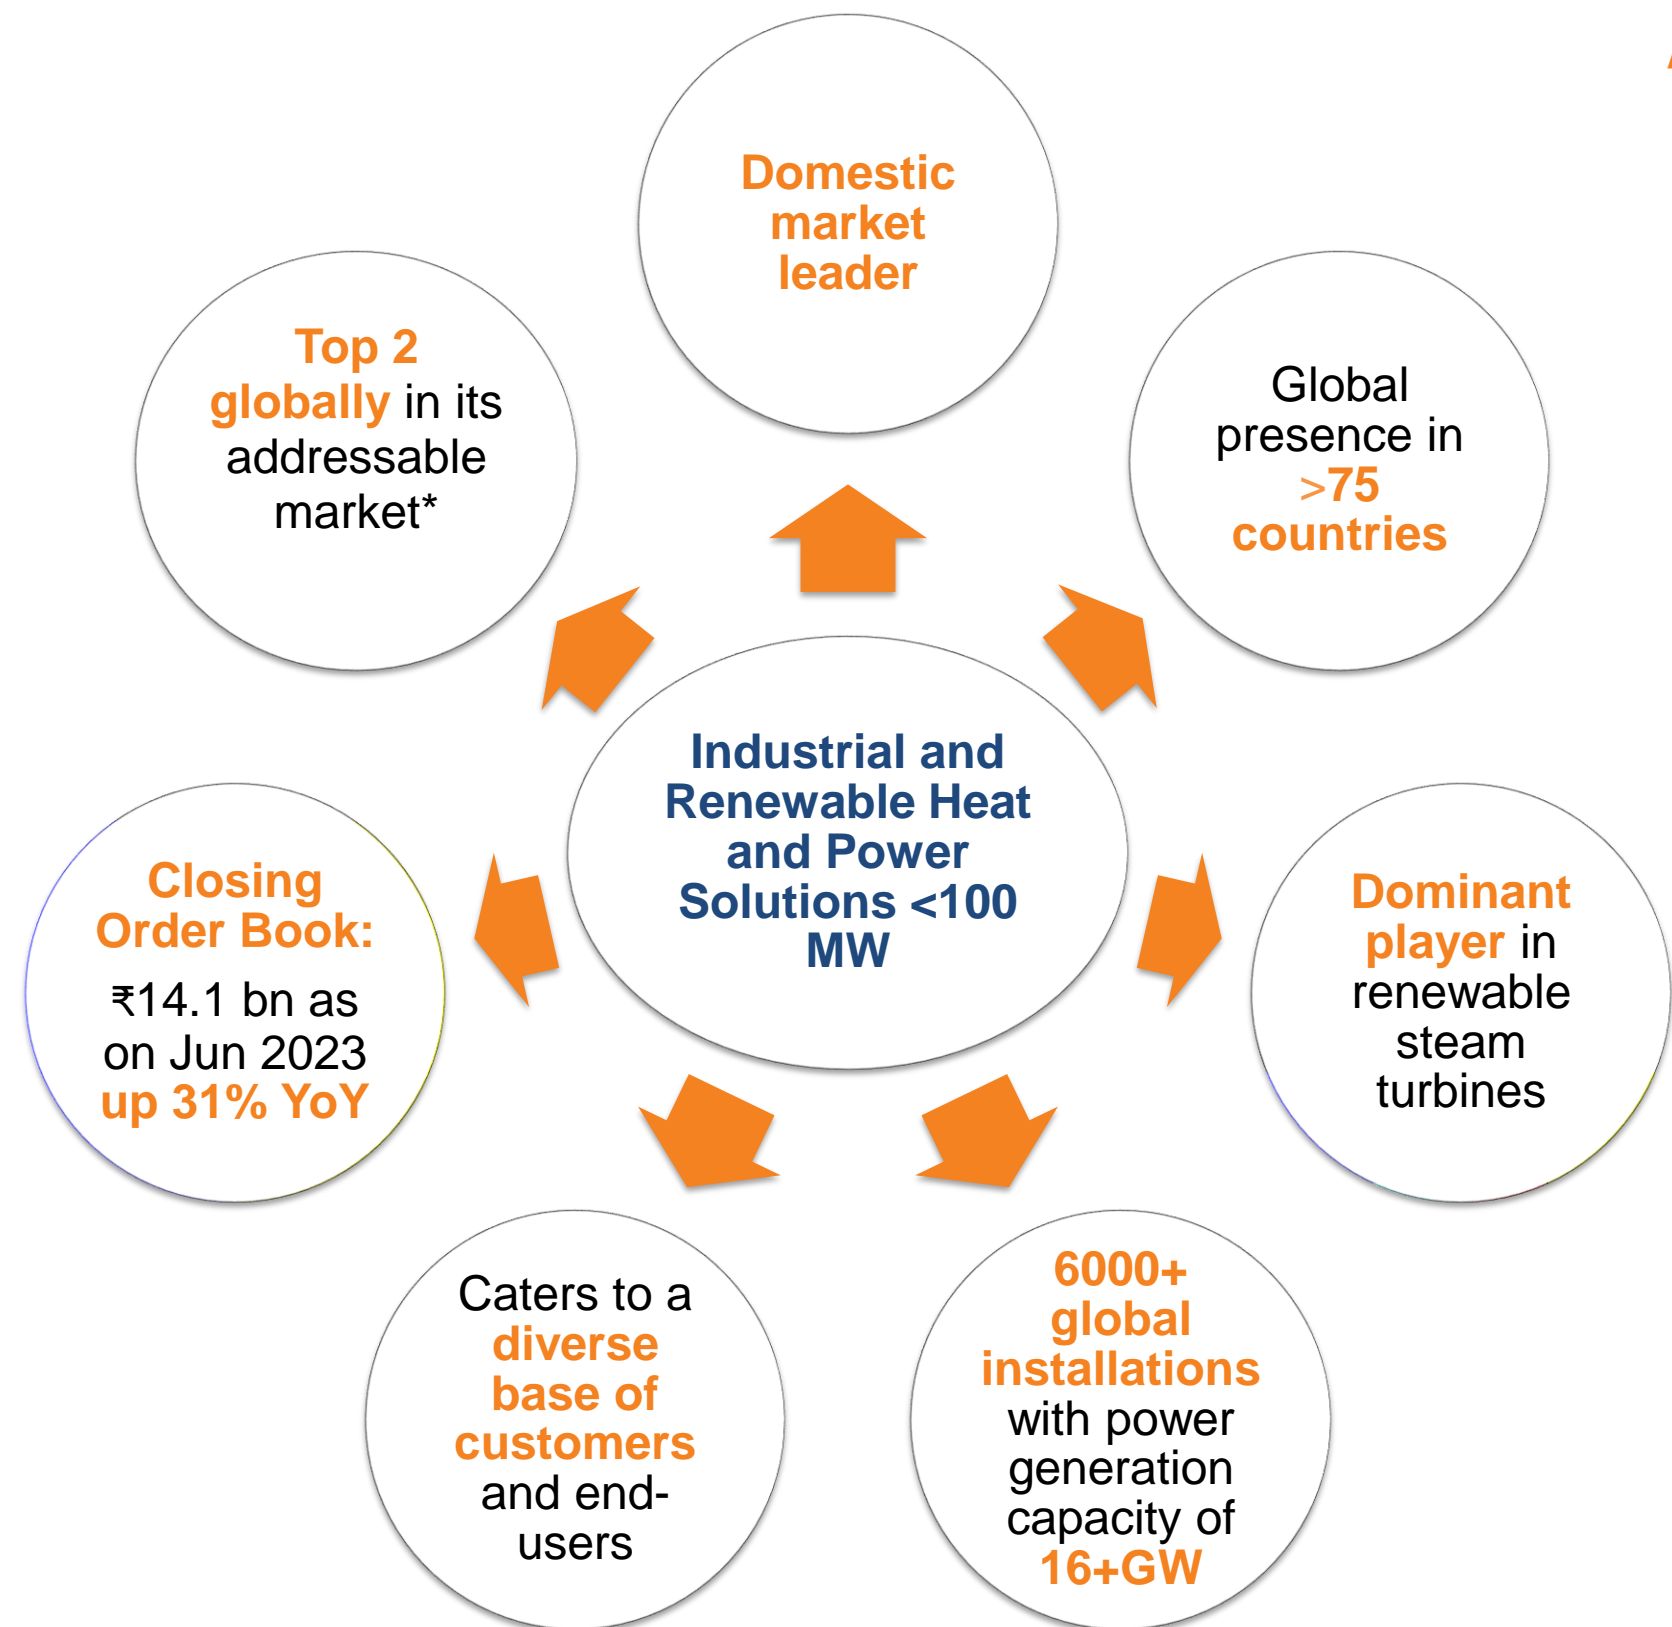 Domestic
market
leader
Top 2
globally in its
addressable
market*
Global
presence in
>75
countries
Industrial and
Renewable Heat
and Power
Solutions <100
MW
Closing
Order Book:
₹14.1 bn as
on Jun 2023
up 31% YoY
Dominant
player in
renewable
steam
turbines
Caters to a
diverse
base of
customers
and end-
users
6000+
global
installations
with power
generation
capacity of
16+GW